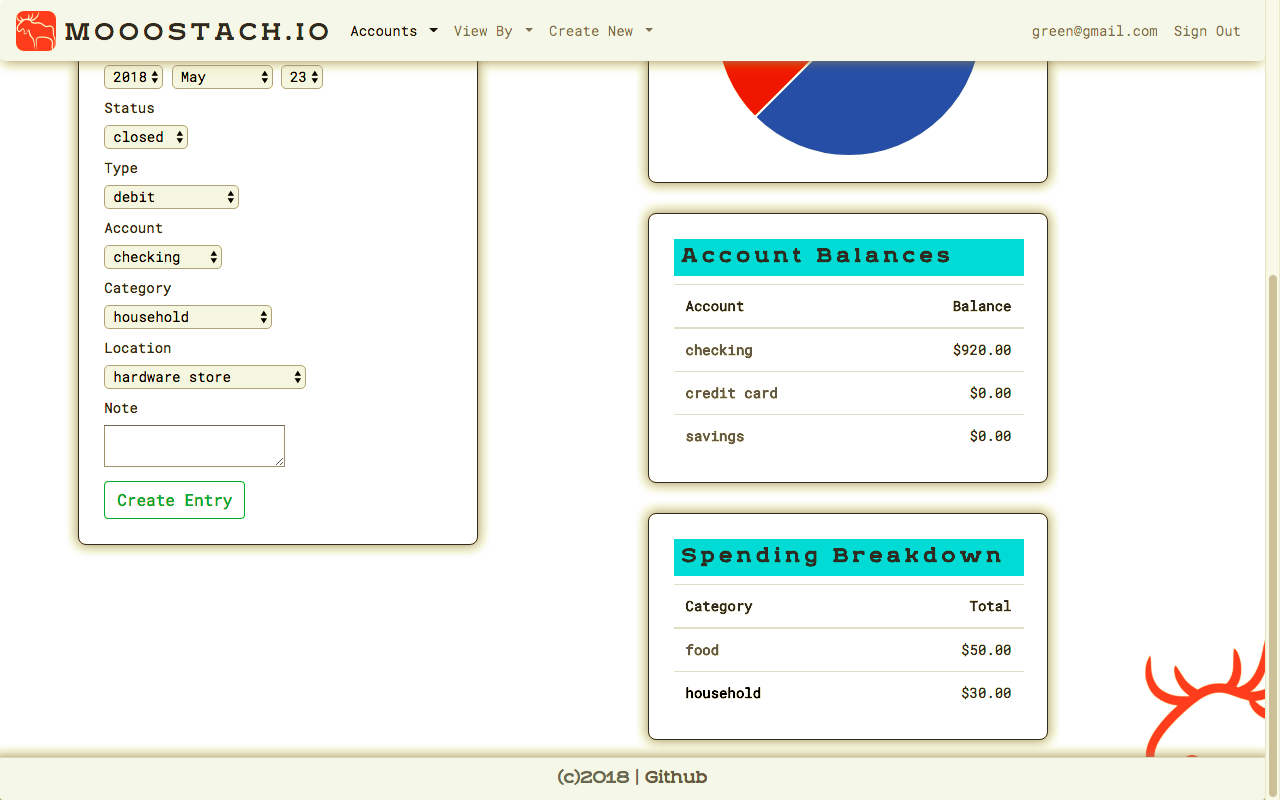 MOOOSTACH.IO Accounts View By Create New green@gmail.com Sign Out
2018 May 23
Status
closed
Type
debit
Account
checking
Category
household
Location
hardware store
Note
Create Entry
Account Balances
Account Balance
checking $920.00
credit card $0.00
savings $0.00
Spending Breakdown
Category Total
food $50.00
household $30.00
(c)2018 | Github